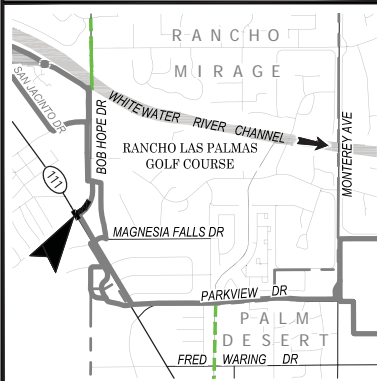 RANCHO
MIRAGE
SAN JACINTO DR
BOB HOPE DR
WHITEWATER RIVER CHANNEL
RANCHO LAS PALMAS
GOLF COURSE
MONTEREY AVE
111
MAGNESIA FALLS DR
PARKVIEW DR
PALM
DESERT
FRED WARING DR